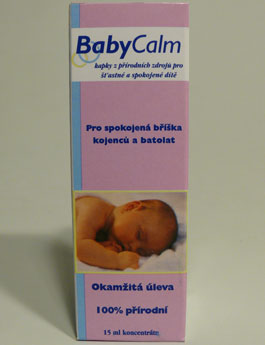 BabyCalm
kapky z přírodních zdrojů pro
šťastné a spokojené dítě
Pro spokojená bříška
kojenců a batolat
Okamžitá úleva
100% přírodní
15 ml koncentrátu